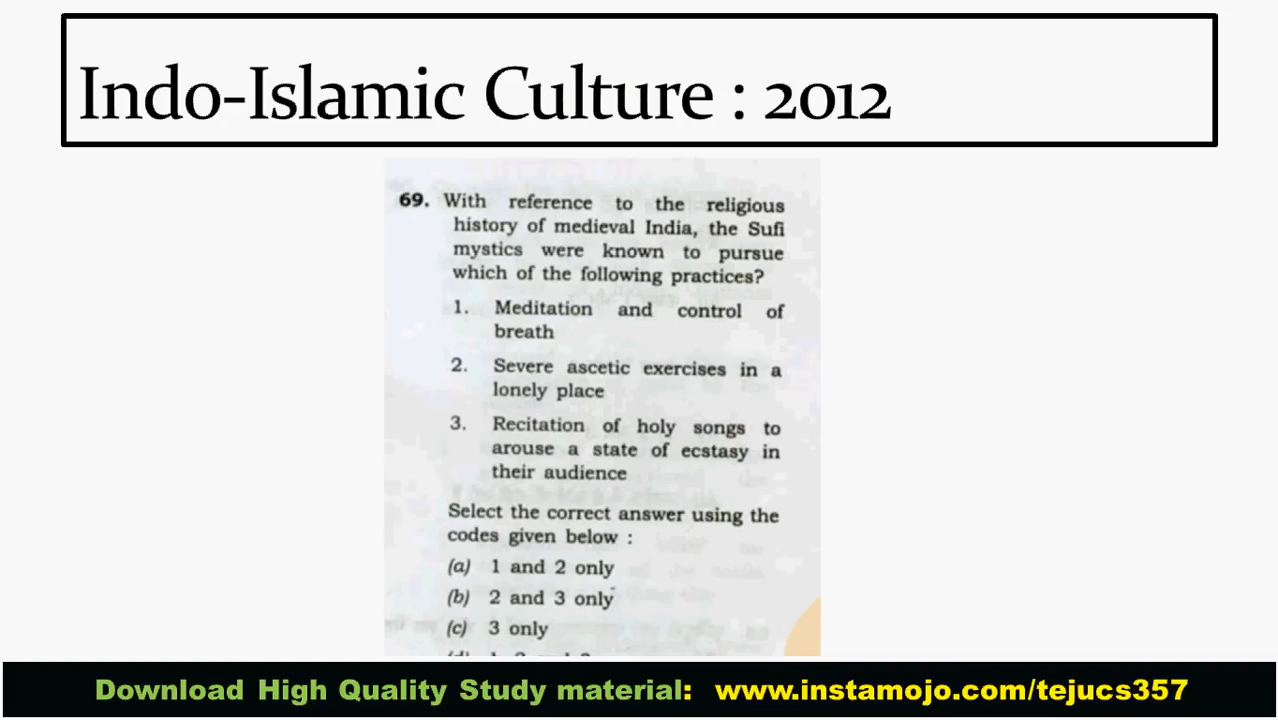 Indo-Islamic Culture : 2012
69. With reference to the religious
history of medieval India, the Sufi
mystics were known to pursue
which of the following practices?
1. Meditation and control of
breath
2. Severe ascetic exercises in a
lonely place
3. Recitation of holy songs to
arouse a state of ecstasy in
their audience
Select the correct answer using the
codes given below :
(a) 1 and 2 only
(b) 2 and 3 only
(c) 3 only
Download High Quality Study material: www.instamojo.com/tejucs357